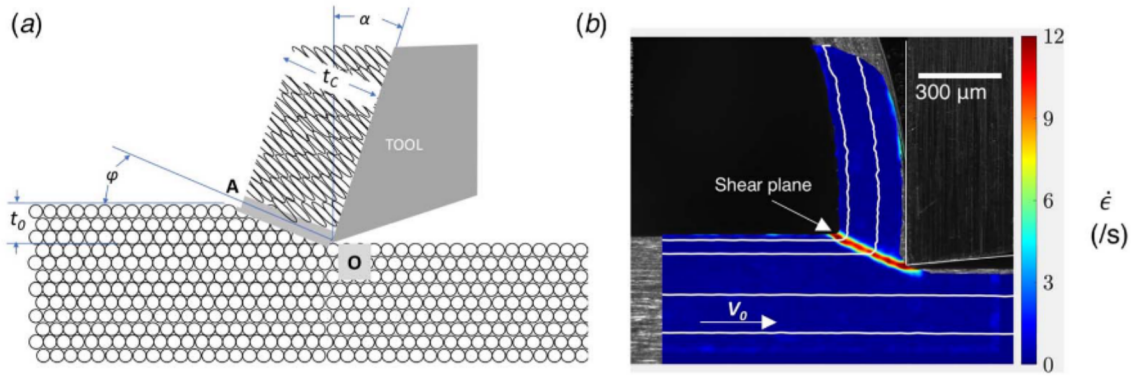 (a)
α
t_C
TOOL
φ
A
t_0
O
(b)
12
300 μm
9
Shear plane
ε̇
6
(/s)
3
V_0
0